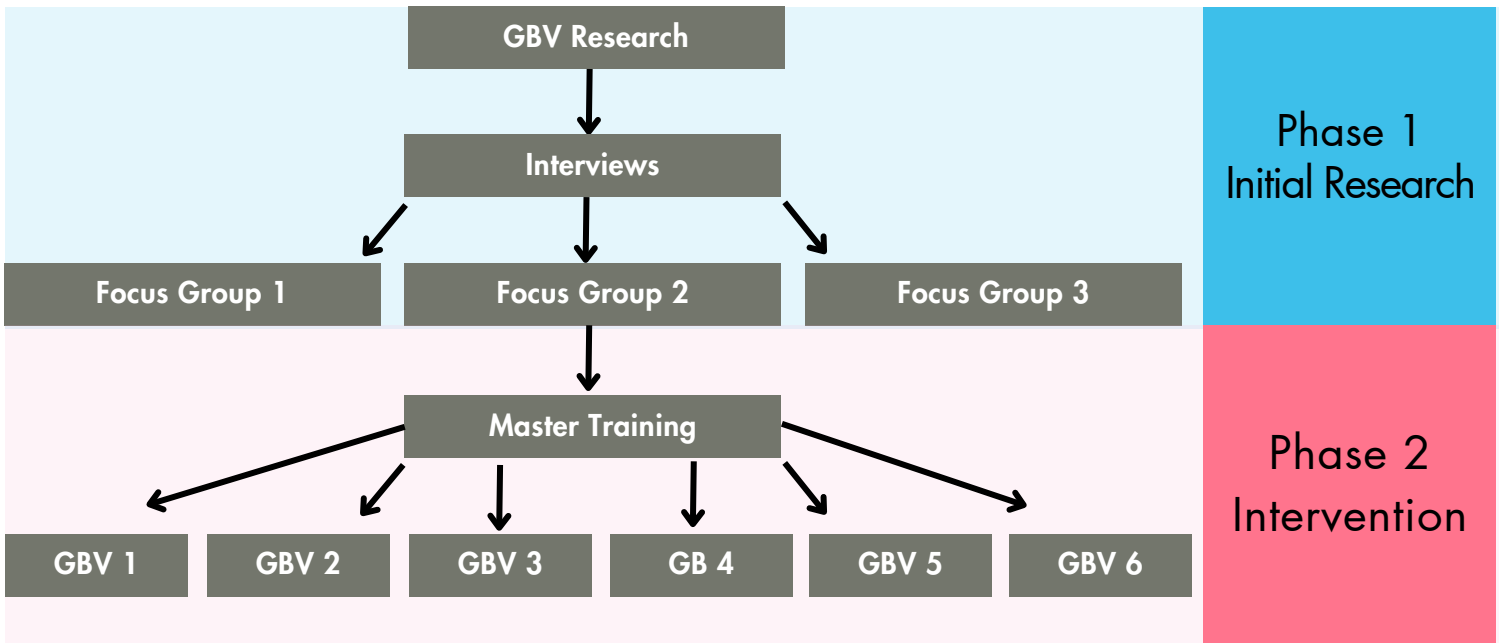 GBV Research
Interviews
Focus Group 1
Focus Group 2
Focus Group 3
Phase 1
Initial Research
Master Training
GBV 1
GBV 2
GBV 3
GB 4
GBV 5
GBV 6
Phase 2
Intervention